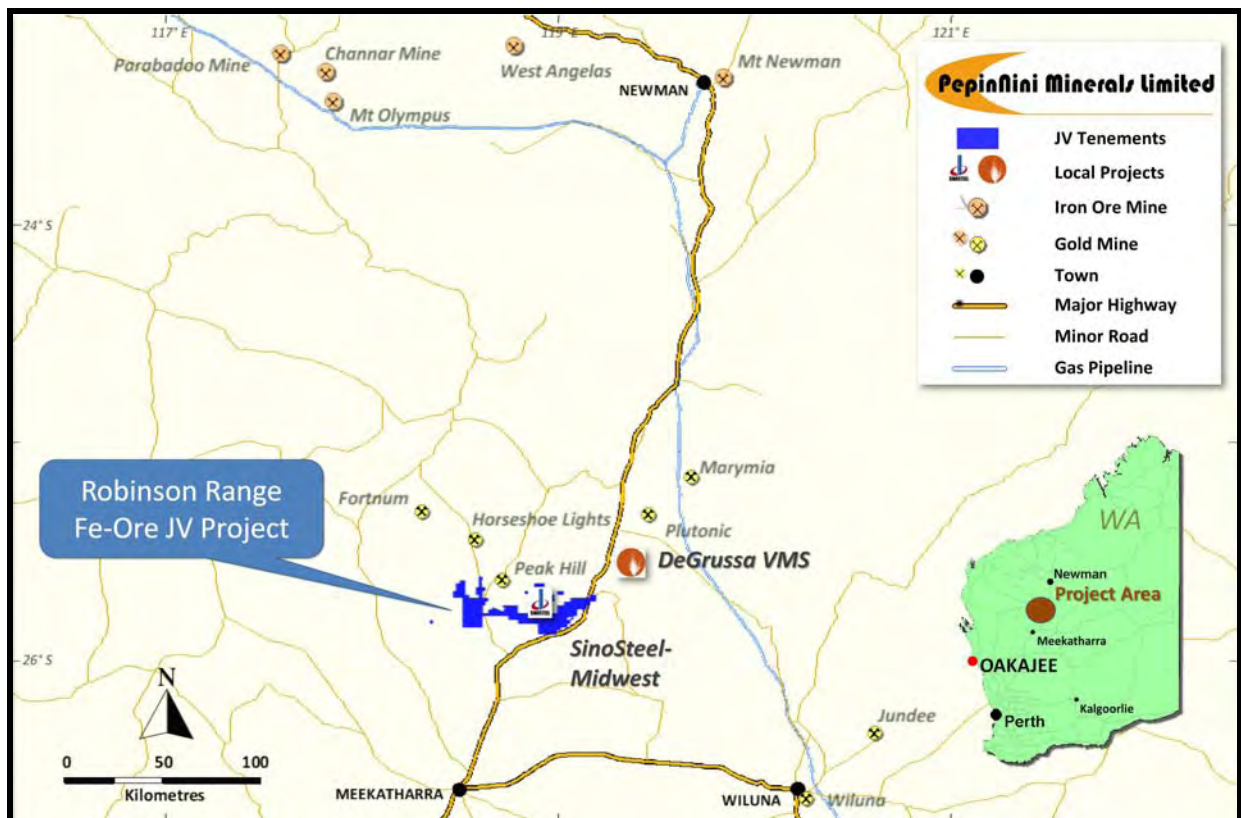 117° E
119° E
121° E
Parabadoo Mine
Channar Mine
Mt Olympus
West Angelas
NEWMAN
Mt Newman
PepinNini Minerals Limited
JV Tenements
Local Projects
Iron Ore Mine
Gold Mine
Town
Major Highway
Minor Road
Gas Pipeline
24° S
Robinson Range
Fe-Ore JV Project
Fortnum
Horseshoe Lights
Peak Hill
Marymia
Plutonic
DeGrussa VMS
SinoSteel-
Midwest
26° S
N
0 50 100
Kilometres
MEEKATHARRA
WILUNA
Wiluna
Jundee
WA
Newman
Project Area
Meekatharra
OAKAJEE
Kalgoorlie
Perth